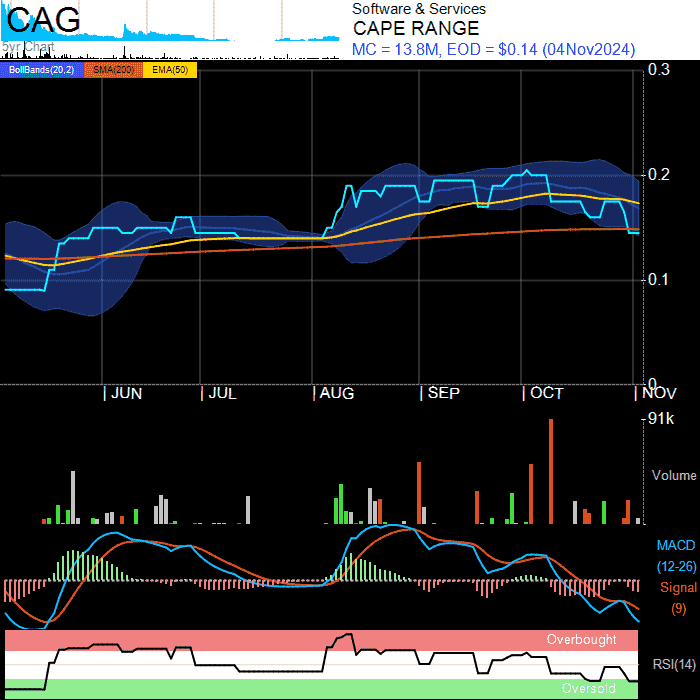 CAG
5yr Chart
Software & Services
CAPE RANGE
MC = 13.8M, EOD = $0.14 (04Nov2024)
BollBands(20,2) SMA(200) EMA(50)
0.3
0.2
0.1
0
| JUN | JUL | AUG | SEP | OCT | NOV
91k
Volume
MACD
(12-26)
Signal
(9)
Overbought
RSI(14)
Oversold